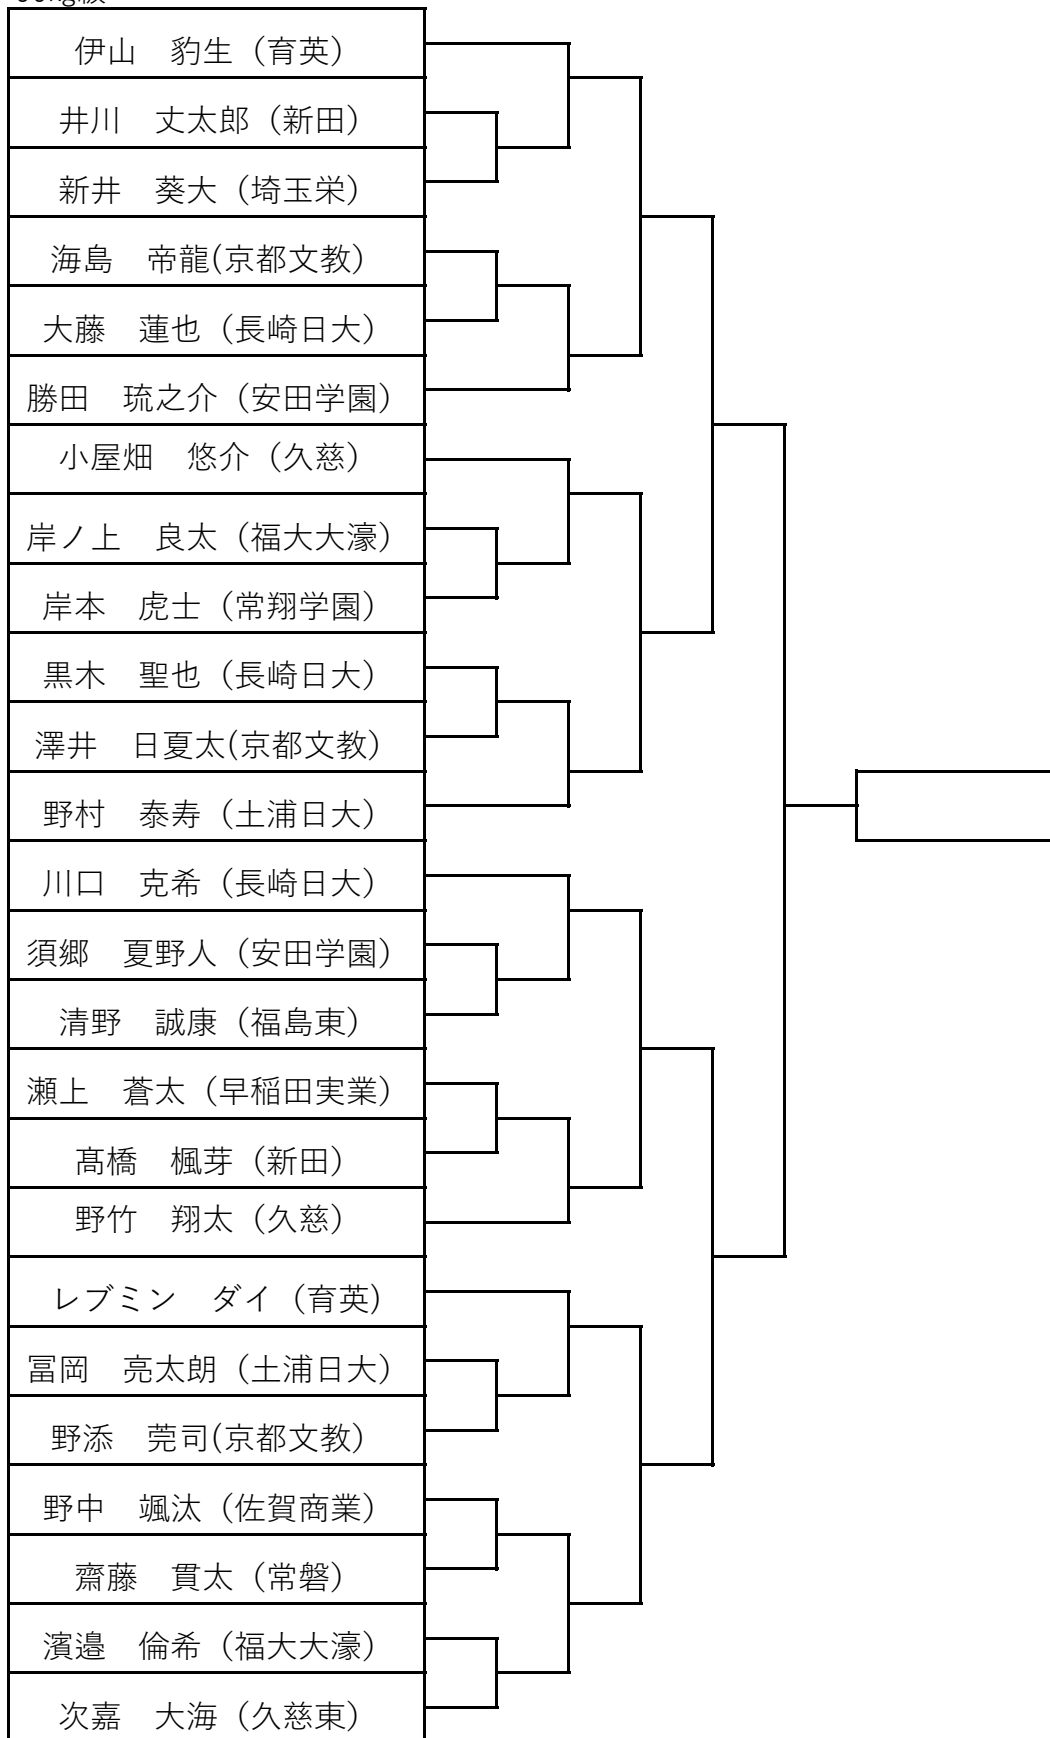 伊山　豹生（育英）
井川　丈太郎（新田）
新井　葵大（埼玉栄）
海島　帝龍(京都文教）
大藤　蓮也（長崎日大）
勝田　琉之介（安田学園）
小屋畑　悠介（久慈）
岸ノ上　良太（福大大濠）
岸本　虎士（常翔学園）
黒木　聖也（長崎日大）
澤井　日夏太(京都文教）
野村　泰寿（土浦日大）
川口　克希（長崎日大）
須郷　夏野人（安田学園）
清野　誠康（福島東）
瀬上　蒼太（早稲田実業）
髙橋　楓芽（新田）
野竹　翔太（久慈）
レブミン　ダイ（育英)
冨岡　亮太朗（土浦日大）
野添　莞司(京都文教）
野中　颯汰（佐賀商業）
齋藤　貫太（常磐）
濱邉　倫希（福大大濠）
次嘉　大海（久慈東）